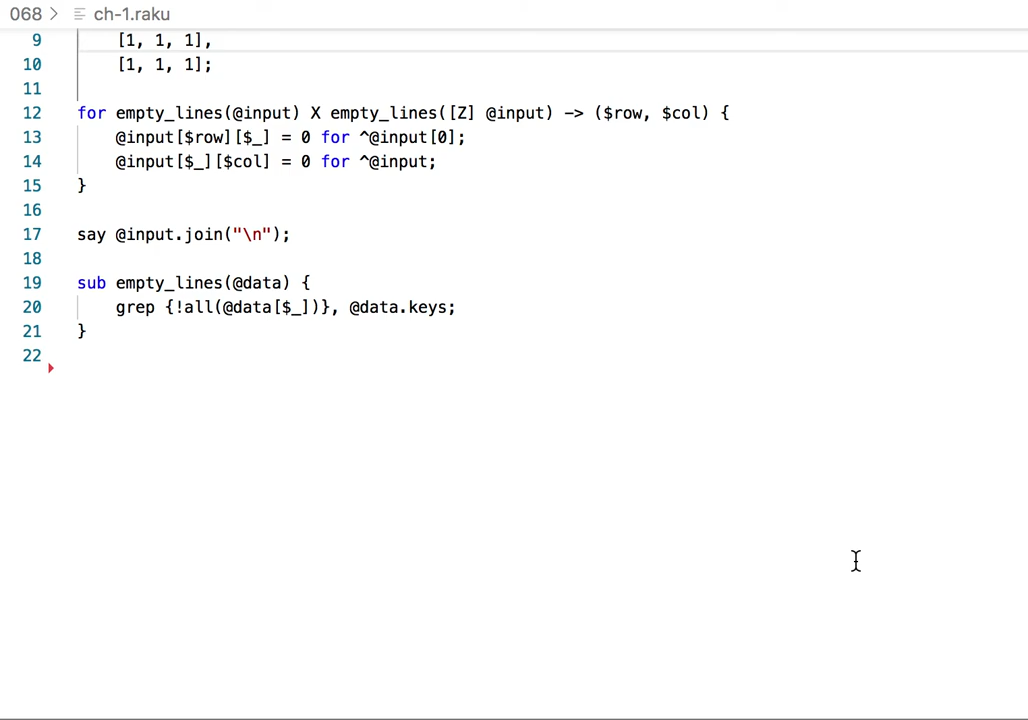 068 > ch-1.raku
9 [1, 1, 1],
10 [1, 1, 1];
11
12 for empty_lines(@input) X empty_lines([Z] @input) -> ($row, $col) {
13 @input[$row][$_] = 0 for ^@input[0];
14 @input[$_][$col] = 0 for ^@input;
15 }
16
17 say @input.join("\n");
18
19 sub empty_lines(@data) {
20 grep {!all(@data[$_])}, @data.keys;
21 }
22